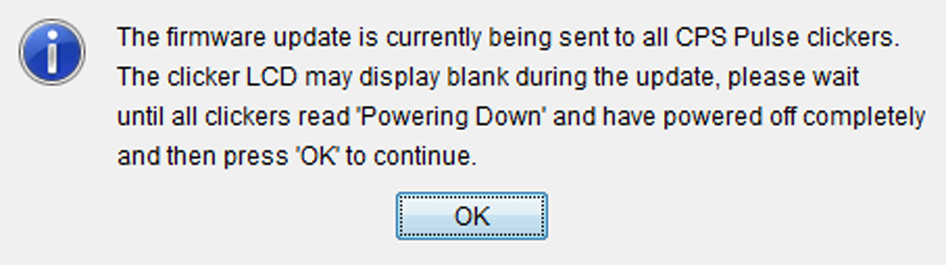 The firmware update is currently being sent to all CPS Pulse clickers.
The clicker LCD may display blank during the update, please wait
until all clickers read 'Powering Down' and have powered off completely
and then press 'OK' to continue.
OK